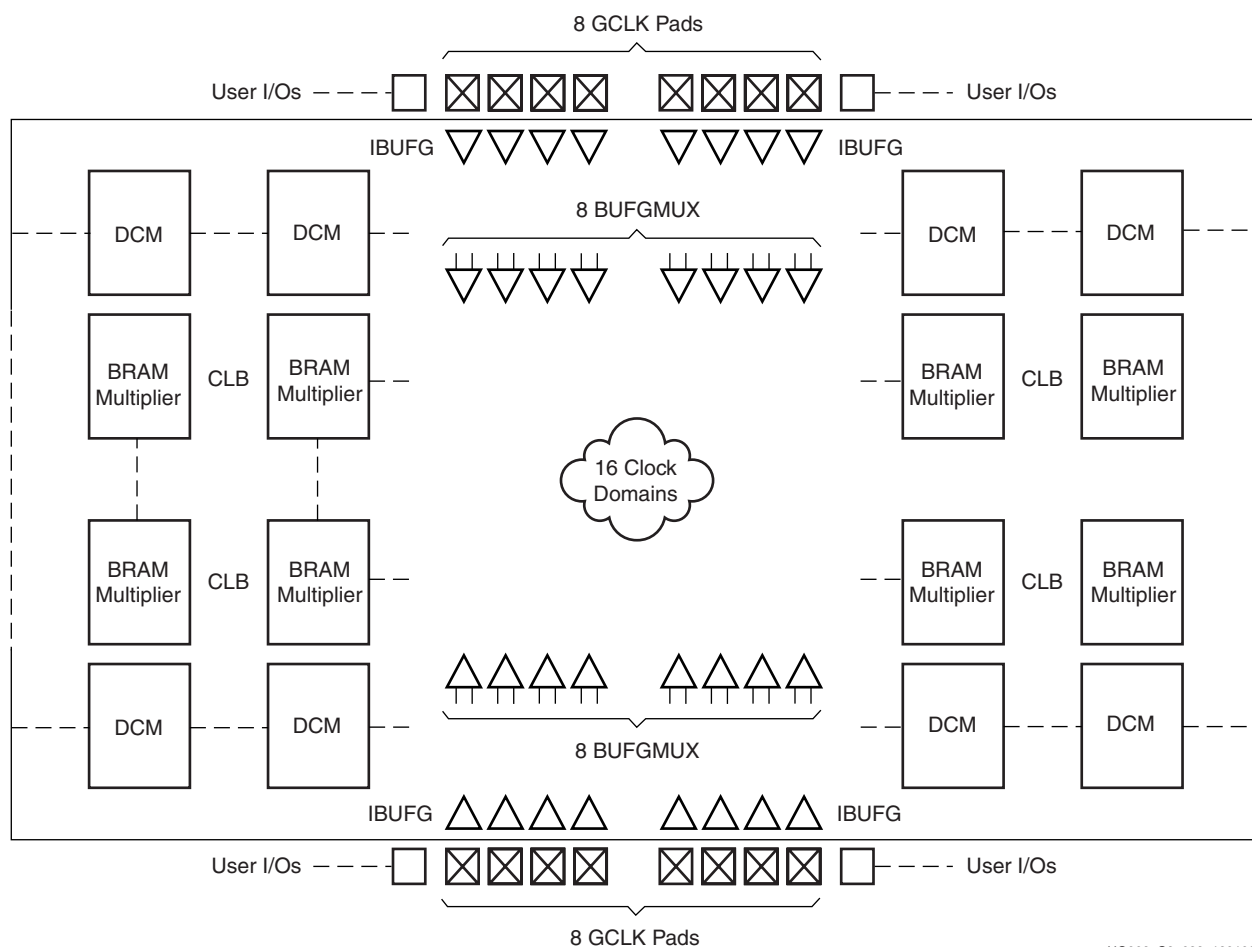 8 GCLK Pads
User I/Os
User I/Os
IBUFG
IBUFG
DCM
DCM
8 BUFGMUX
DCM
DCM
BRAM
Multiplier
CLB
BRAM
Multiplier
BRAM
Multiplier
CLB
BRAM
Multiplier
16 Clock
Domains
BRAM
Multiplier
CLB
BRAM
Multiplier
BRAM
Multiplier
CLB
BRAM
Multiplier
DCM
DCM
8 BUFGMUX
DCM
DCM
IBUFG
IBUFG
User I/Os
User I/Os
8 GCLK Pads